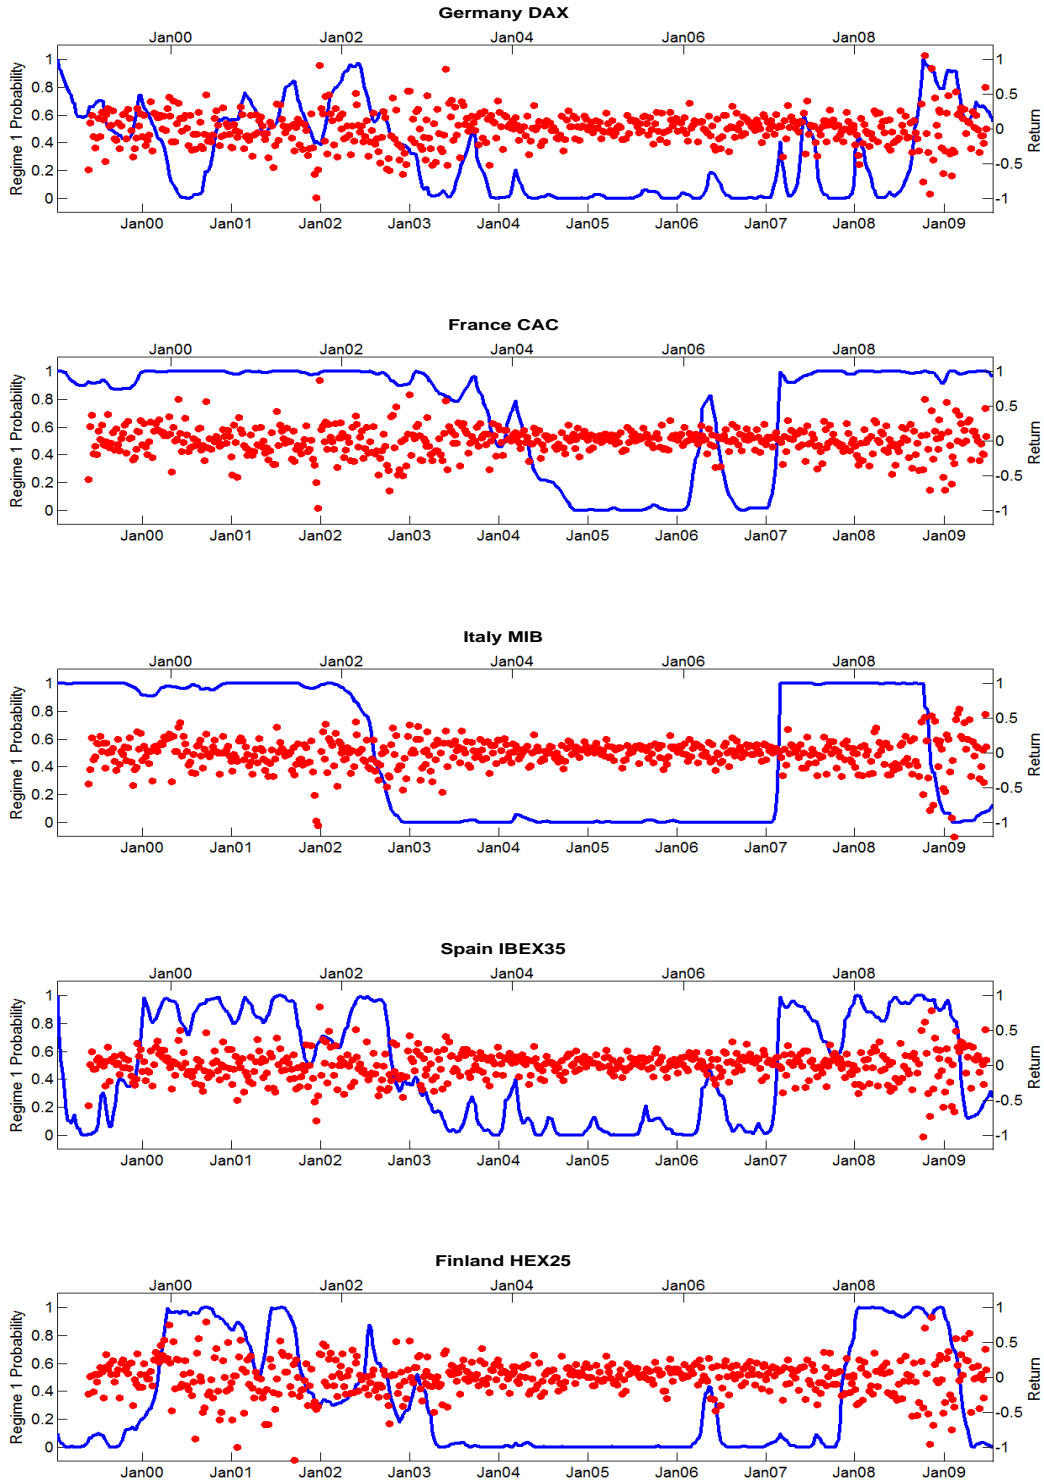 Germany DAX
Jan00 Jan02 Jan04 Jan06 Jan08
Regime 1 Probability
1
0.8
0.6
0.4
0.2
0
1
0.5
0
-0.5
-1
Return
Jan00 Jan01 Jan02 Jan03 Jan04 Jan05 Jan06 Jan07 Jan08 Jan09
France CAC
Jan00 Jan02 Jan04 Jan06 Jan08
Regime 1 Probability
1
0.8
0.6
0.4
0.2
0
1
0.5
0
-0.5
-1
Return
Jan00 Jan01 Jan02 Jan03 Jan04 Jan05 Jan06 Jan07 Jan08 Jan09
Italy MIB
Jan00 Jan02 Jan04 Jan06 Jan08
Regime 1 Probability
1
0.8
0.6
0.4
0.2
0
1
0.5
0
-0.5
-1
Return
Jan00 Jan01 Jan02 Jan03 Jan04 Jan05 Jan06 Jan07 Jan08 Jan09
Spain IBEX35
Jan00 Jan02 Jan04 Jan06 Jan08
Regime 1 Probability
1
0.8
0.6
0.4
0.2
0
1
0.5
0
-0.5
-1
Return
Jan00 Jan01 Jan02 Jan03 Jan04 Jan05 Jan06 Jan07 Jan08 Jan09
Finland HEX25
Jan00 Jan02 Jan04 Jan06 Jan08
Regime 1 Probability
1
0.8
0.6
0.4
0.2
0
1
0.5
0
-0.5
-1
Return
Jan00 Jan01 Jan02 Jan03 Jan04 Jan05 Jan06 Jan07 Jan08 Jan09